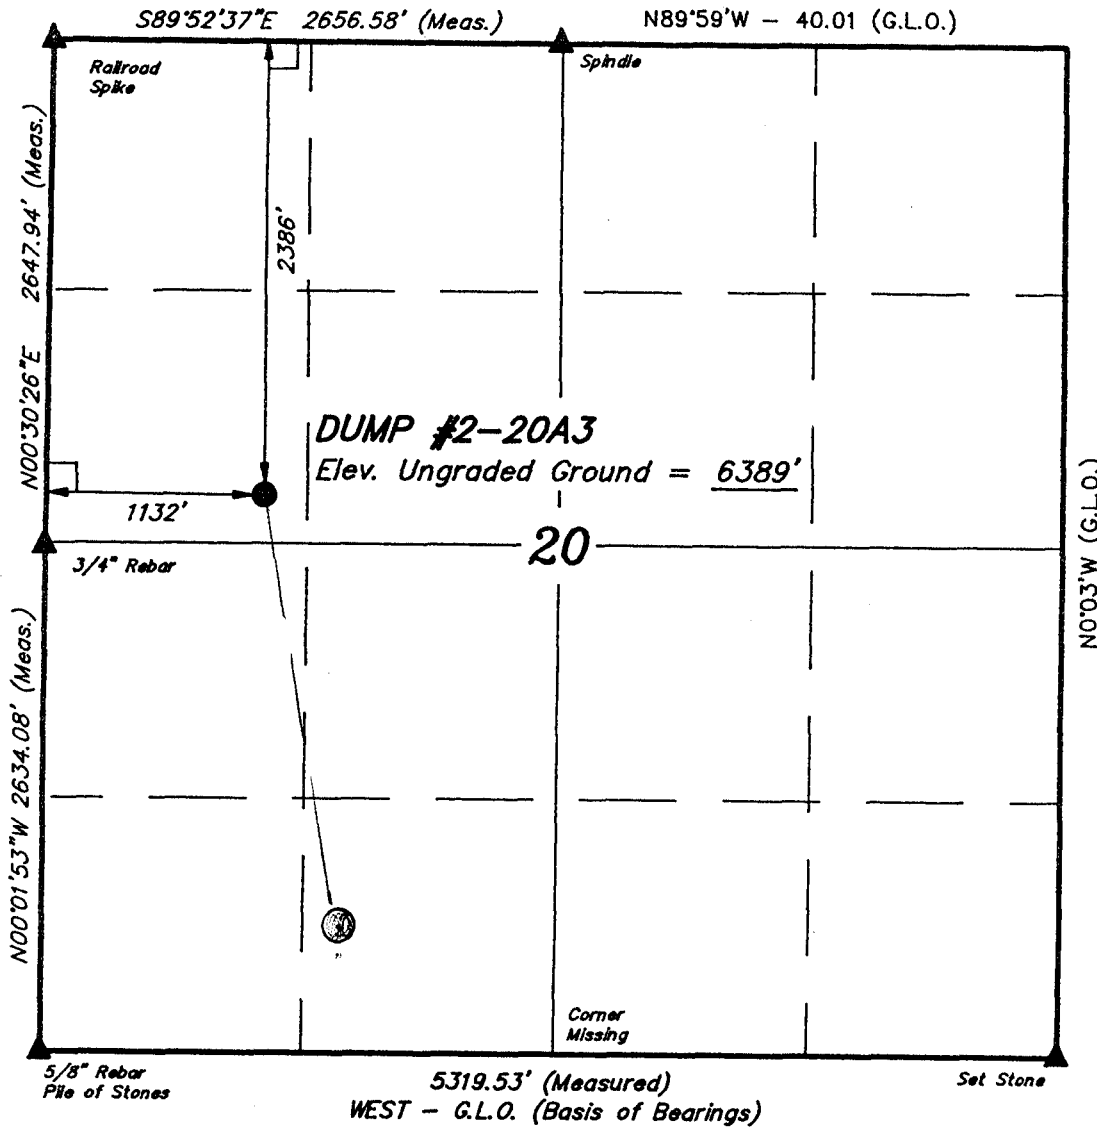 S89°52'37"E 2656.58' (Meas.)
N89°59'W – 40.01 (G.L.O.)
Railroad
Spike
Spindle
N00°30'26"E 2647.94' (Meas.)
2386'
DUMP #2–20A3
Elev. Ungraded Ground = 6389'
1132'
20
3/4" Rebar
N0°03'W (G.L.O.)
N00°01'53"W 2634.08' (Meas.)
Corner
Missing
5/8" Rebar
Pile of Stones
5319.53' (Measured)
Set Stone
WEST – G.L.O. (Basis of Bearings)